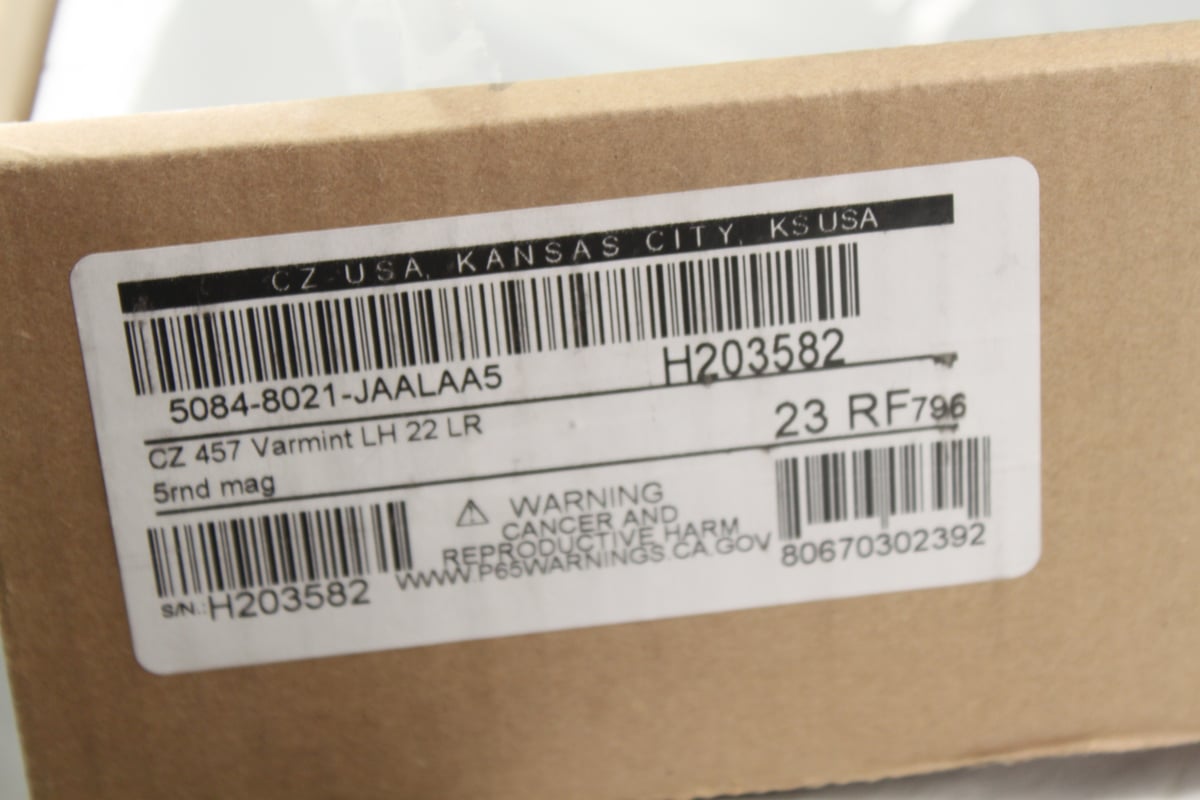 CZ-USA, KANSAS CITY, KS USA
5084-8021-JAALAA5
H203582
CZ 457 Varmint LH 22 LR
23 RF796
5rnd mag
⚠ WARNING
CANCER AND
REPRODUCTIVE HARM
WWW.P65WARNINGS.CA.GOV
S/N.:H203582
80670302392